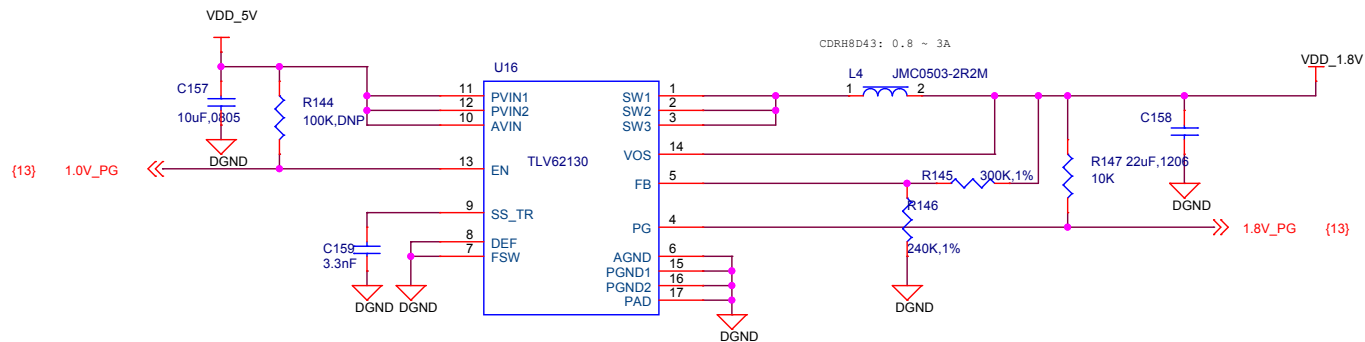 VDD_5V
CDRH8D43: 0.8 ~ 3A
VDD_1.8V
U16
L4 JMC0503-2R2M
C157
10uF,0805
R144
100K,DNP
11 PVIN1
12 PVIN2
10 AVIN
SW1 1
SW2 2
SW3 3
1 2
C158
22uF,1206
DGND
TLV62130
VOS 14
{13} 1.0V_PG
13 EN
FB 5
R145 300K,1%
R147
10K
DGND
9 SS_TR
R146
240K,1%
PG 4
1.8V_PG {13}
C159
3.3nF
8 DEF
7 FSW
AGND 6
PGND1 15
PGND2 16
PAD 17
DGND
DGND
DGND
DGND